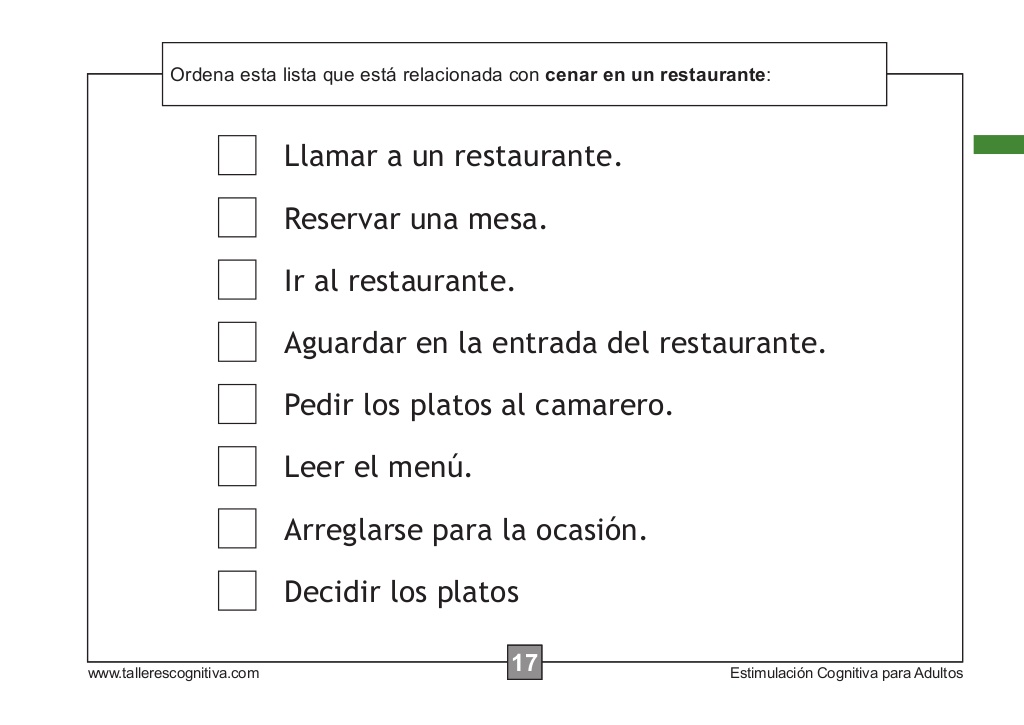 Ordena esta lista que está relacionada con cenar en un restaurante:
Llamar a un restaurante.
Reservar una mesa.
Ir al restaurante.
Aguardar en la entrada del restaurante.
Pedir los platos al camarero.
Leer el menú.
Arreglarse para la ocasión.
Decidir los platos
www.tallerescognitiva.com
17
Estimulación Cognitiva para Adultos